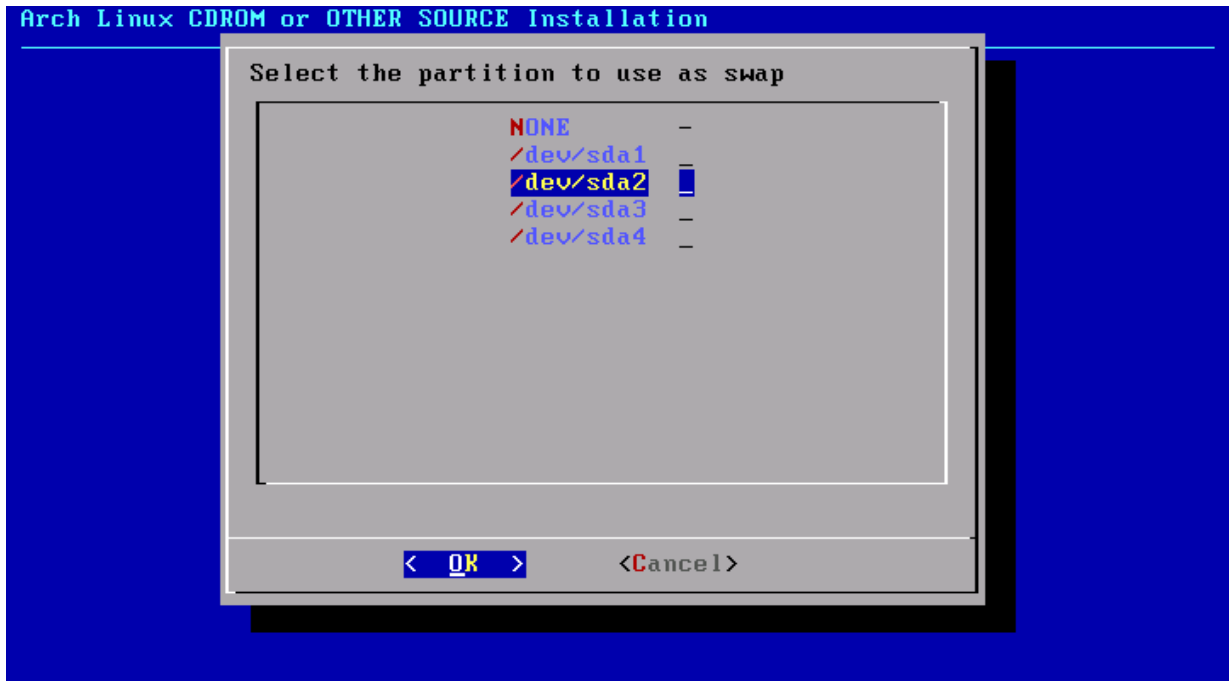 Arch Linux CDROM or OTHER SOURCE Installation
Select the partition to use as swap
NONE -
/dev/sda1 _
/dev/sda2 _
/dev/sda3 _
/dev/sda4 _
< OK > <Cancel>